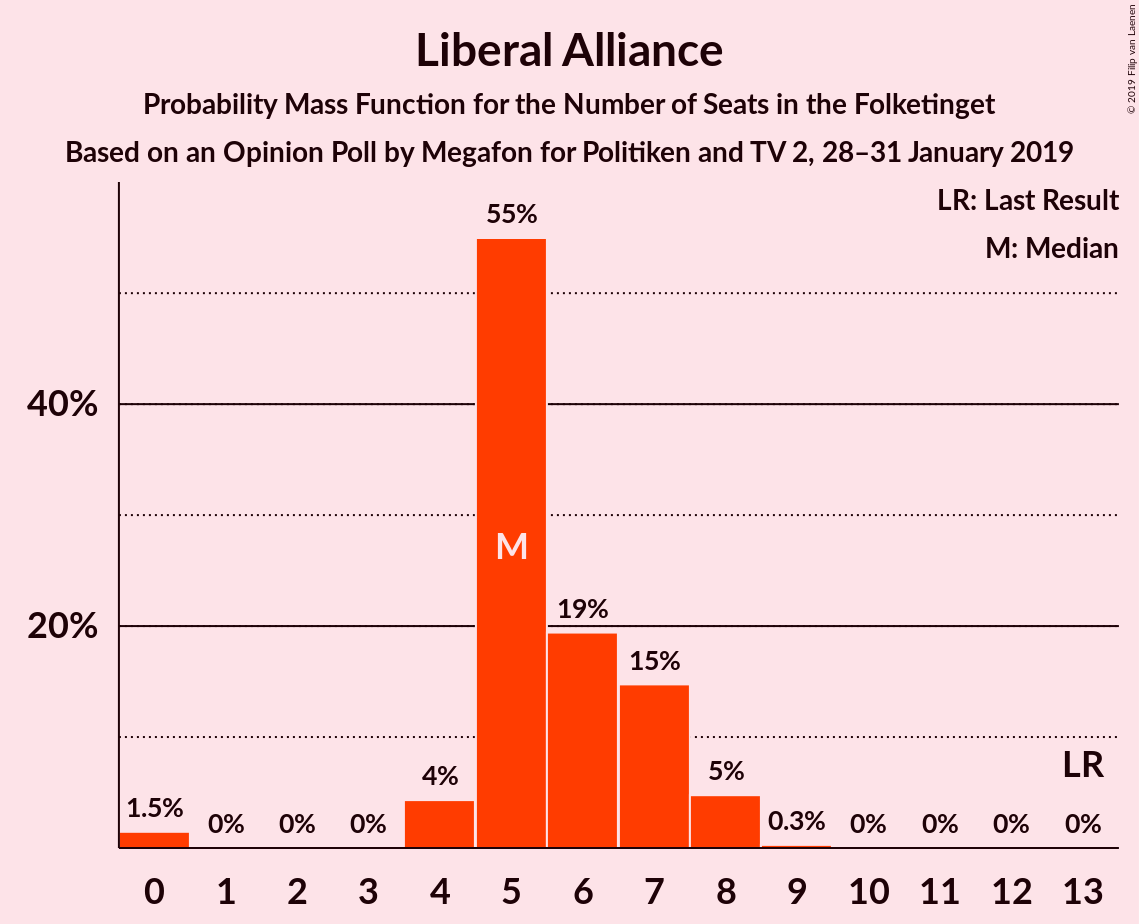 Liberal Alliance
Probability Mass Function for the Number of Seats in the Folketinget
Based on an Opinion Poll by Megafon for Politiken and TV 2, 28–31 January 2019
© 2019 Filip van Laenen
LR: Last Result
M: Median
55%
40%
M
20%
19%
15%
LR
1.5%
0%
0%
0%
4%
5%
0.3%
0%
0%
0%
0%
0 1 2 3 4 5 6 7 8 9 10 11 12 13